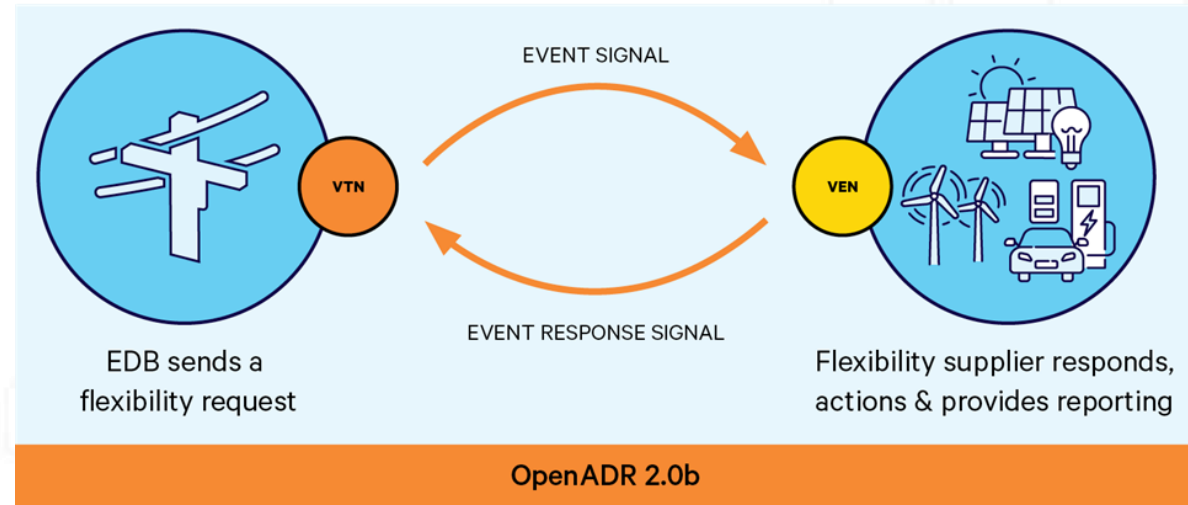 EVENT SIGNAL
VTN
VEN
EVENT RESPONSE SIGNAL
EDB sends a
flexibility request
Flexibility supplier responds,
actions & provides reporting
OpenADR 2.0b